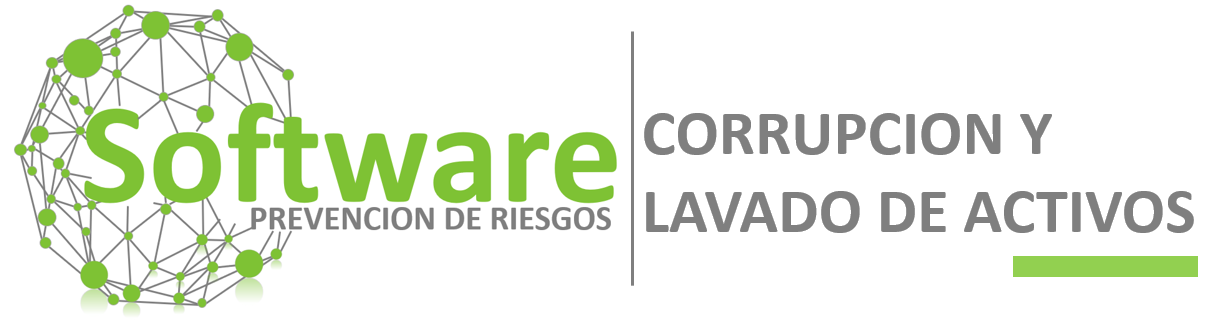 Software
PREVENCION DE RIESGOS
CORRUPCION Y
LAVADO DE ACTIVOS